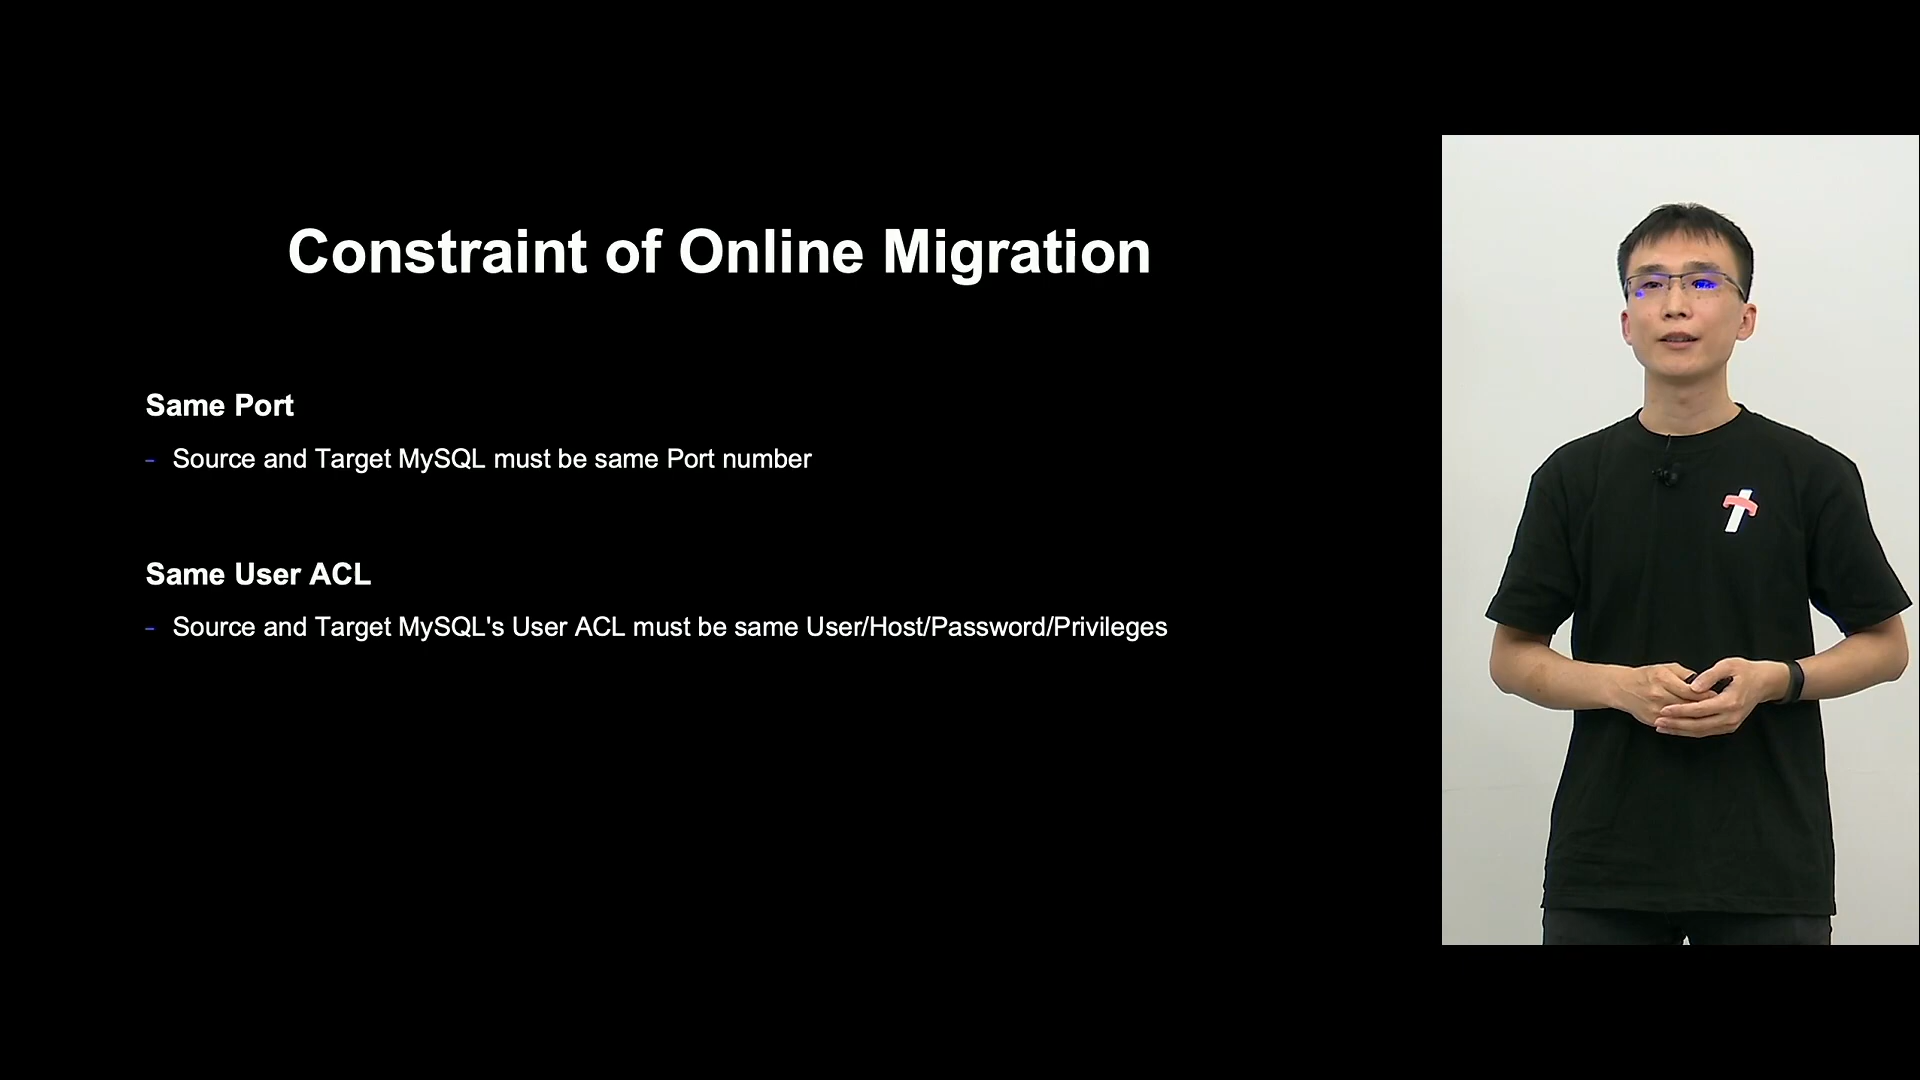 Constraint of Online Migration
Same Port
- Source and Target MySQL must be same Port number
Same User ACL
- Source and Target MySQL's User ACL must be same User/Host/Password/Privileges